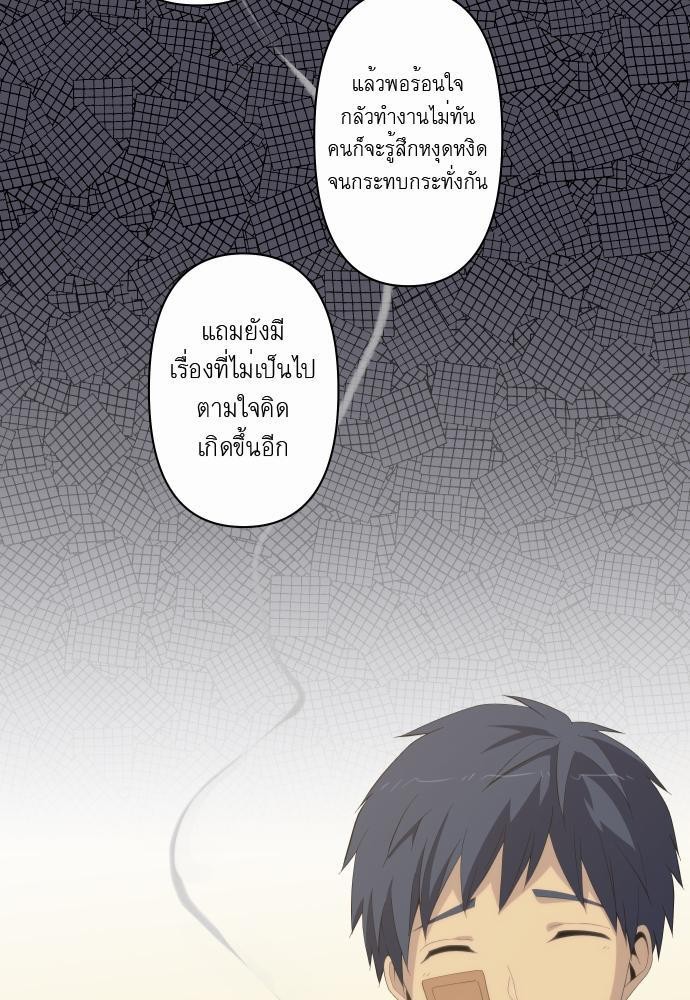 แล้วพอร้อนใจ
กลัวทำงานไม่ทัน
คนก็จะรู้สึกหงุดหงิด
จนกระทบกระทั่งกัน
แถมยังมี
เรื่องที่ไม่เป็นไป
ตามใจคิด
เกิดขึ้นอีก